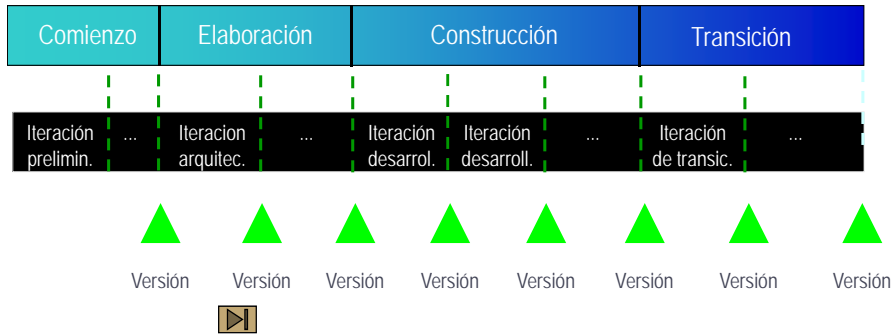 Comienzo Elaboración Construcción Transición
Iteración ... Iteracion ... Iteración Iteración ... Iteración ...
prelimin. arquitec. desarrol. desarroll. de transic.
Versión Versión Versión Versión Versión Versión Versión Versión